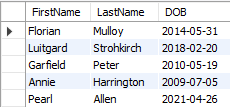 FirstName LastName DOB
Florian Mulloy 2014-05-31
Luitgard Strohkirch 2018-02-20
Garfield Peter 2010-05-19
Annie Harrington 2009-07-05
Pearl Allen 2021-04-26